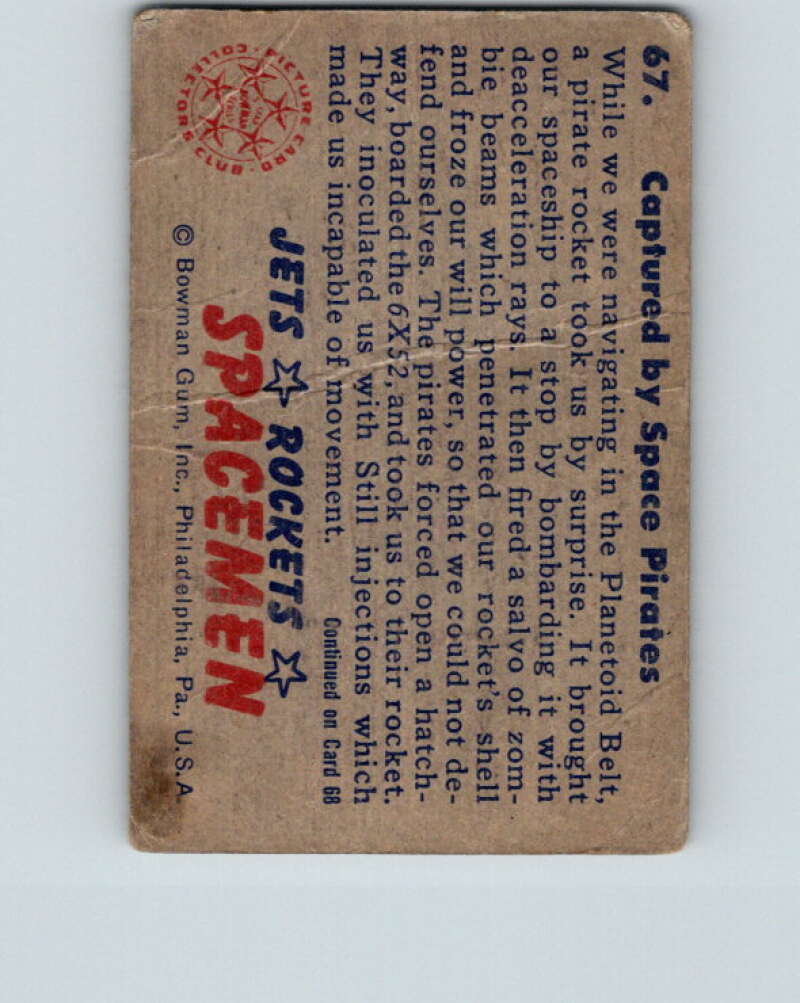 67. Captured by Space Pirates
While we were navigating in the Planetoid Belt,
a pirate rocket took us by surprise. It brought
our spaceship to a stop by bombarding it with
deacceleration rays. It then fired a salvo of zom-
bie beams which penetrated our rocket's shell
and froze our will power, so that we could not de-
fend ourselves. The pirates forced open a hatch-
way, boarded the 6X52, and took us to their rocket.
They inoculated us with Still injections which
made us incapable of movement.
Continued on Card 68
PICTURE CARD COLLECTORS CLUB
JETS ROCKETS
SPACEMEN
© Bowman Gum, Inc., Philadelphia, Pa., U.S.A.